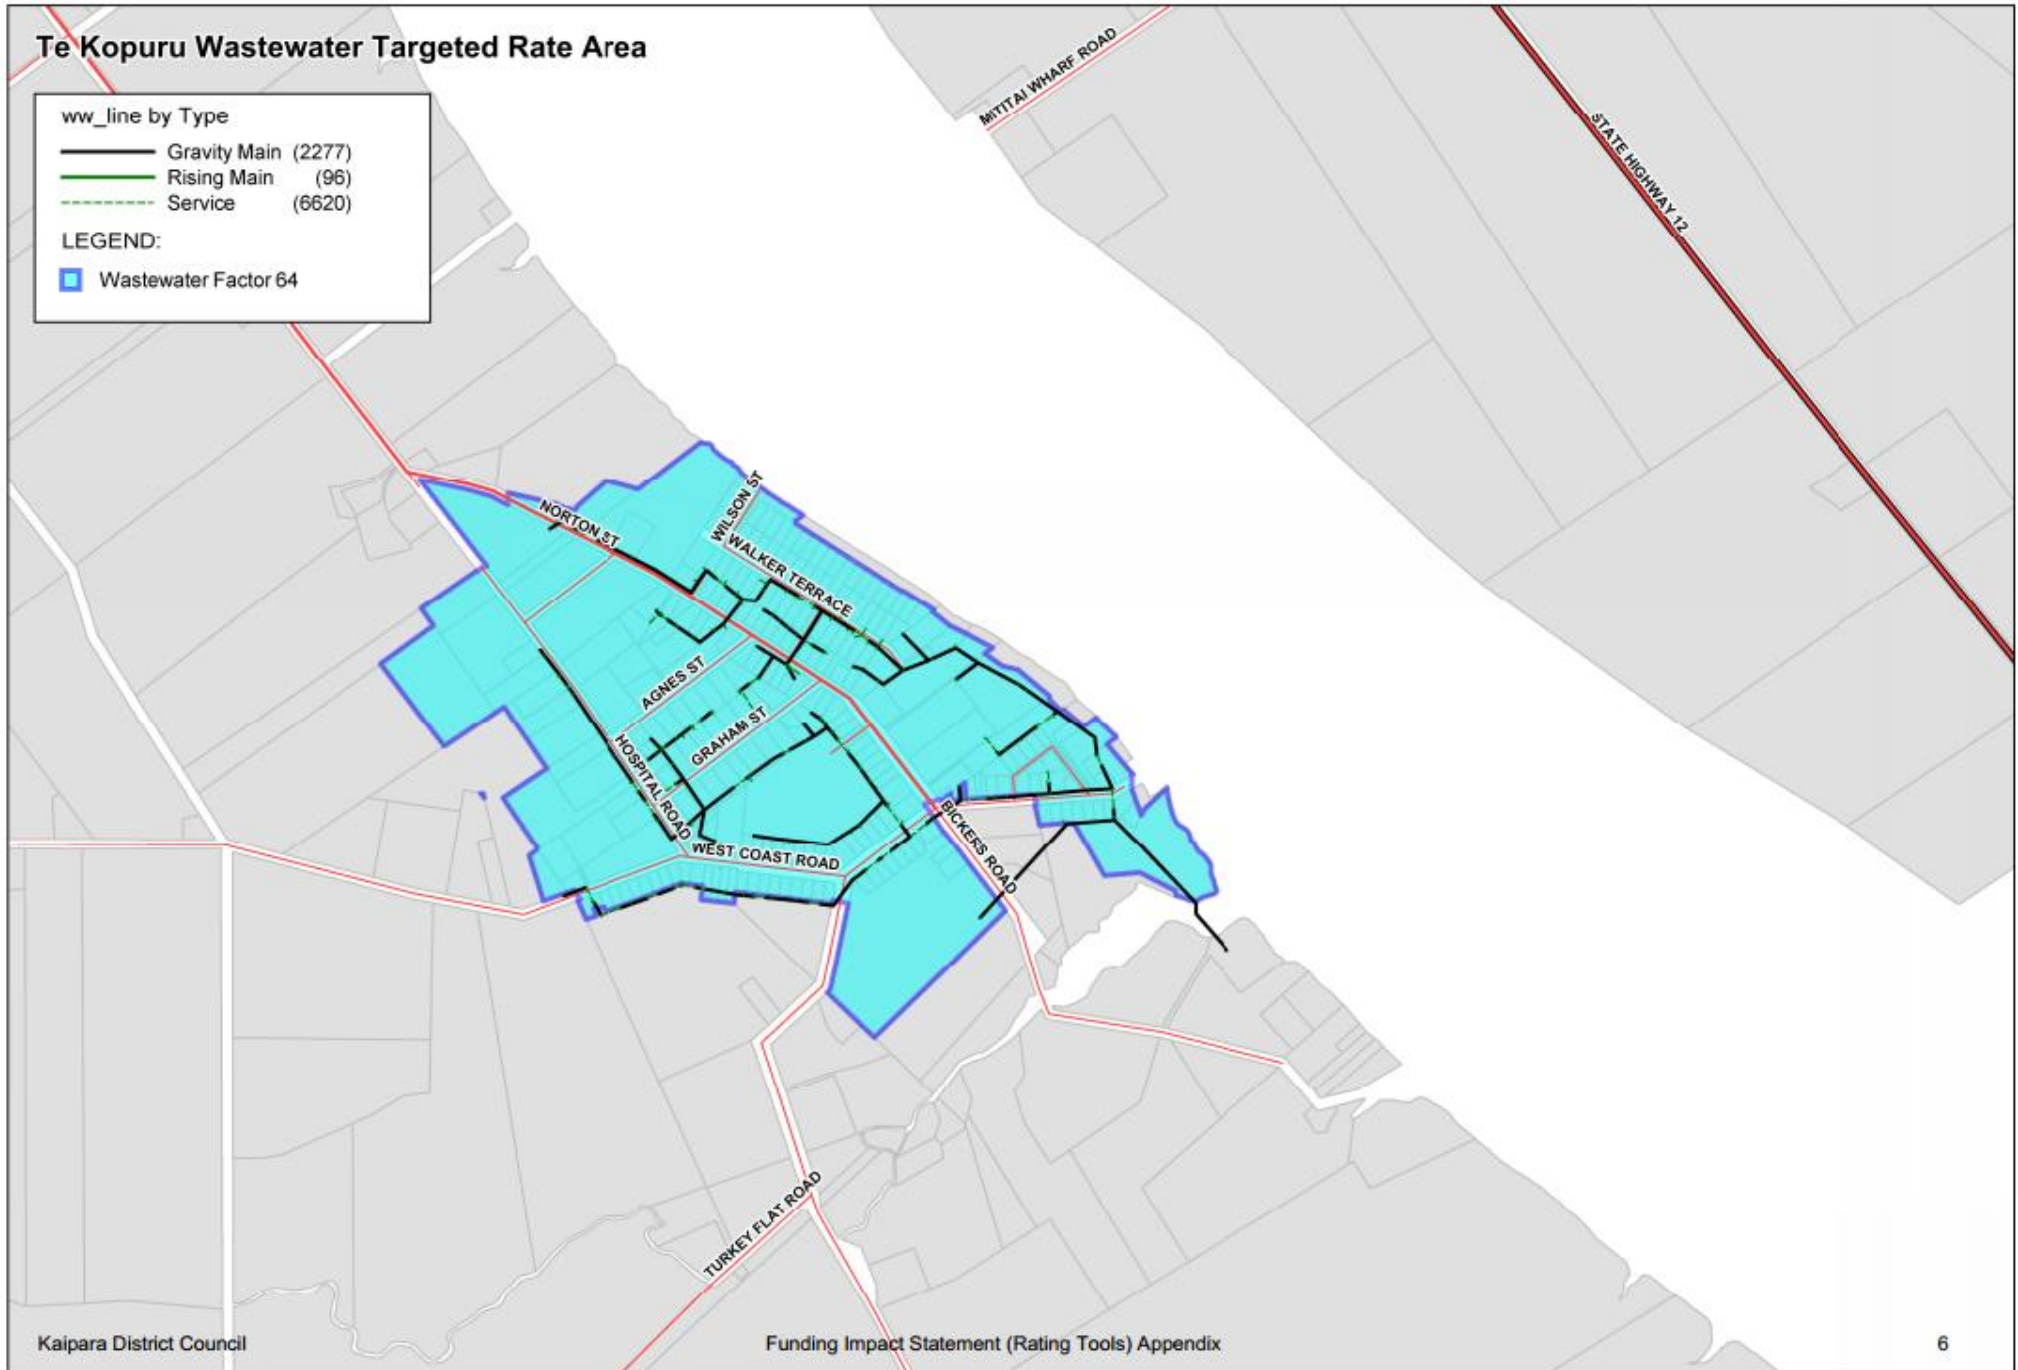 Te Kopuru Wastewater Targeted Rate Area
ww_line by Type
Gravity Main (2277)
Rising Main (96)
Service (6620)
LEGEND:
Wastewater Factor 64
MITITAI WHARF ROAD
STATE HIGHWAY 12
NORTON ST
WILSON ST
WALKER TERRACE
AGNES ST
GRAHAM ST
HOSPITAL ROAD
WEST COAST ROAD
BICKERS ROAD
TURKEY FLAT ROAD
Kaipara District Council
Funding Impact Statement (Rating Tools) Appendix
6